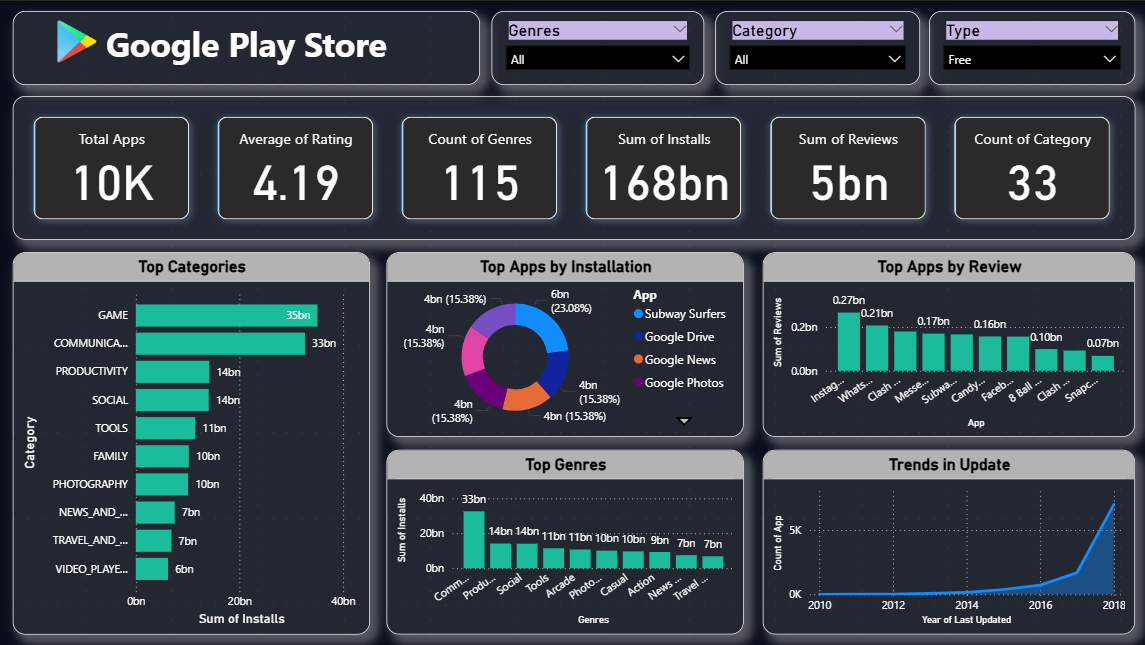 Google Play Store
Genres
All
Category
All
Type
Free
Total Apps
10K
Average of Rating
4.19
Count of Genres
115
Sum of Installs
168bn
Sum of Reviews
5bn
Count of Category
33
Top Categories
Category
GAME
35bn
COMMUNICA...
33bn
PRODUCTIVITY
14bn
SOCIAL
14bn
TOOLS
11bn
FAMILY
10bn
PHOTOGRAPHY
10bn
NEWS_AND_...
7bn
TRAVEL_AND_...
7bn
VIDEO_PLAYE...
6bn
0bn 20bn 40bn
Sum of Installs
Top Apps by Installation
6bn
(23.08%)
4bn
(15.38%)
4bn (15.38%)
4bn
(15.38%)
4bn
(15.38%)
4bn (15.38%)
App
Subway Surfers
Google Drive
Google News
Google Photos
Top Apps by Review
Sum of Reviews
0.2bn
0.0bn
0.27bn
0.21bn
0.17bn
0.16bn
0.10bn
0.07bn
Instag...
Whats...
Clash ...
Messe...
Subwa...
Candy...
Faceb...
8 Ball ...
Clash ...
Snapc...
App
Top Genres
Sum of Installs
40bn
20bn
0bn
33bn
14bn
14bn
11bn
11bn
10bn
10bn
9bn
7bn
7bn
Comm...
Produ...
Social
Tools
Arcade
Photo...
Casual
Action
News ...
Travel ...
Genres
Trends in Update
Count of App
5K
0K
2010 2012 2014 2016 2018
Year of Last Updated